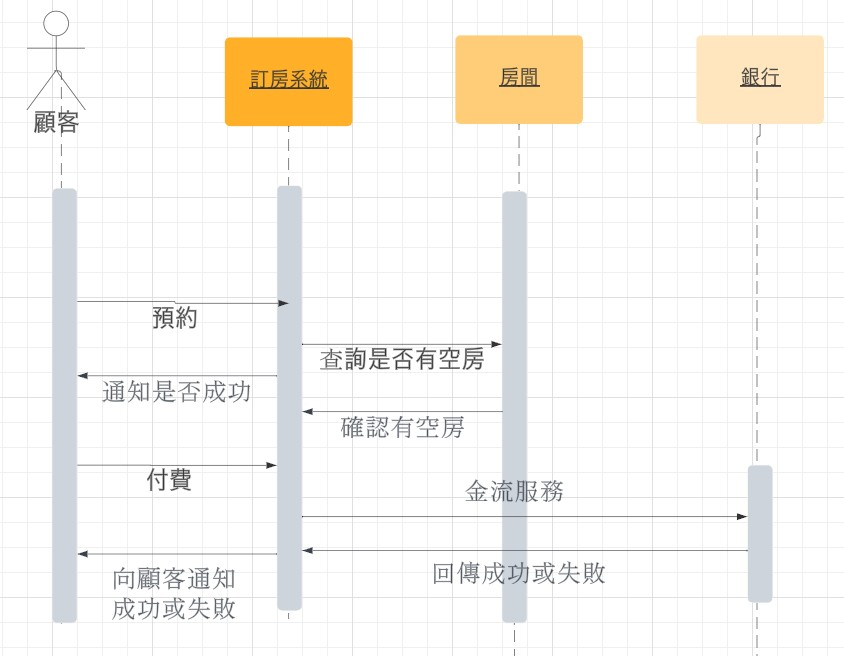 顧客
訂房系統
房間
銀行
預約
查詢是否有空房
通知是否成功
確認有空房
付費
金流服務
向顧客通知
成功或失敗
回傳成功或失敗